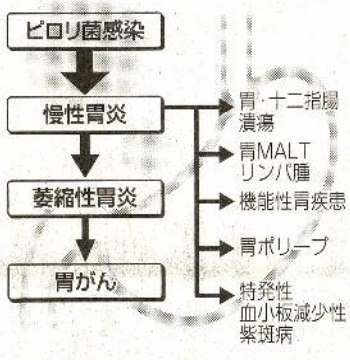 ピロリ菌感染
慢性胃炎
萎縮性胃炎
胃がん
胃・十二指腸
潰瘍
胃MALT
リンパ腫
機能性胃疾患
胃ポリープ
特発性
血小板減少性
紫斑病